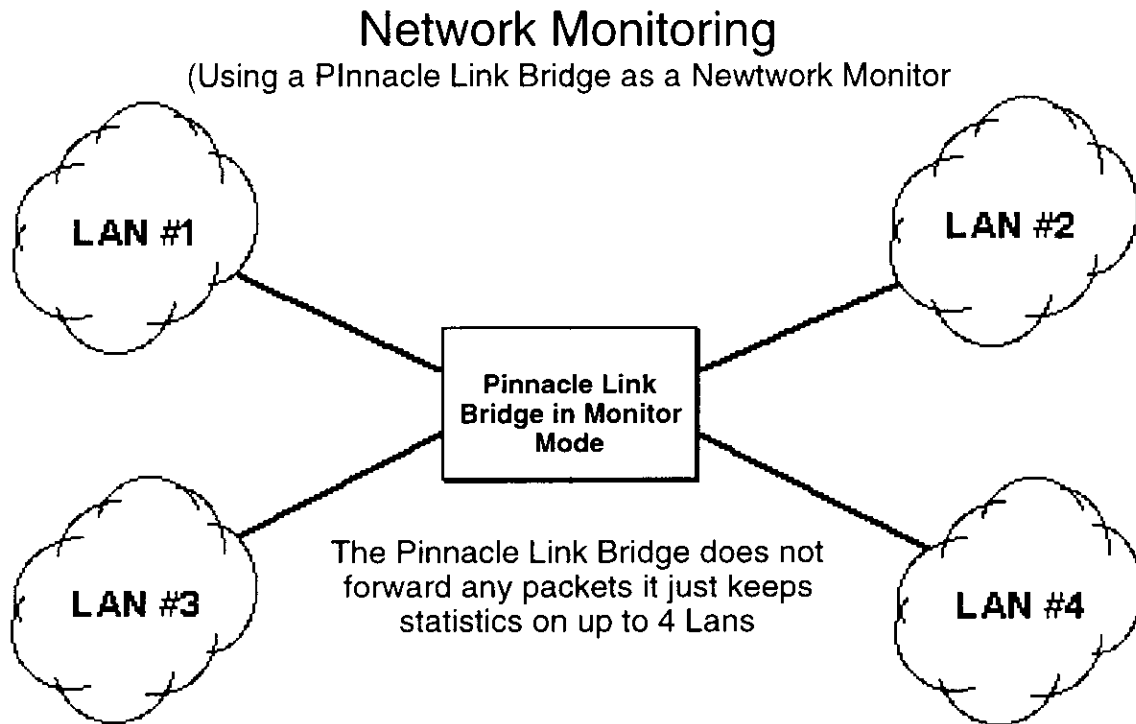 Network Monitoring
(Using a PInnacle Link Bridge as a Newtwork Monitor
LAN #1
LAN #2
Pinnacle Link
Bridge in Monitor
Mode
LAN #3
The Pinnacle Link Bridge does not
forward any packets it just keeps
statistics on up to 4 Lans
LAN #4